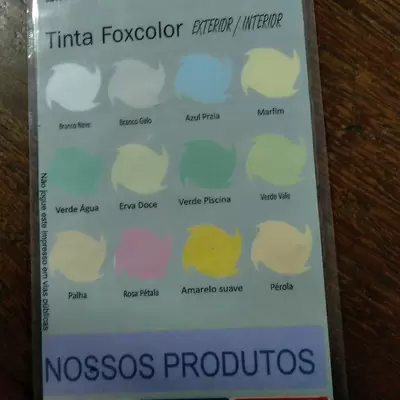 Tinta Foxcolor EXTERIOR / INTERIOR
Branco Neve Branco Gelo Azul Praia Marfim
Verde Água Erva Doce Verde Piscina Verde Vale
Palha Rosa Pétala Amarelo suave Pérola
Não jogue este impresso em vias públicas
NOSSOS PRODUTOS